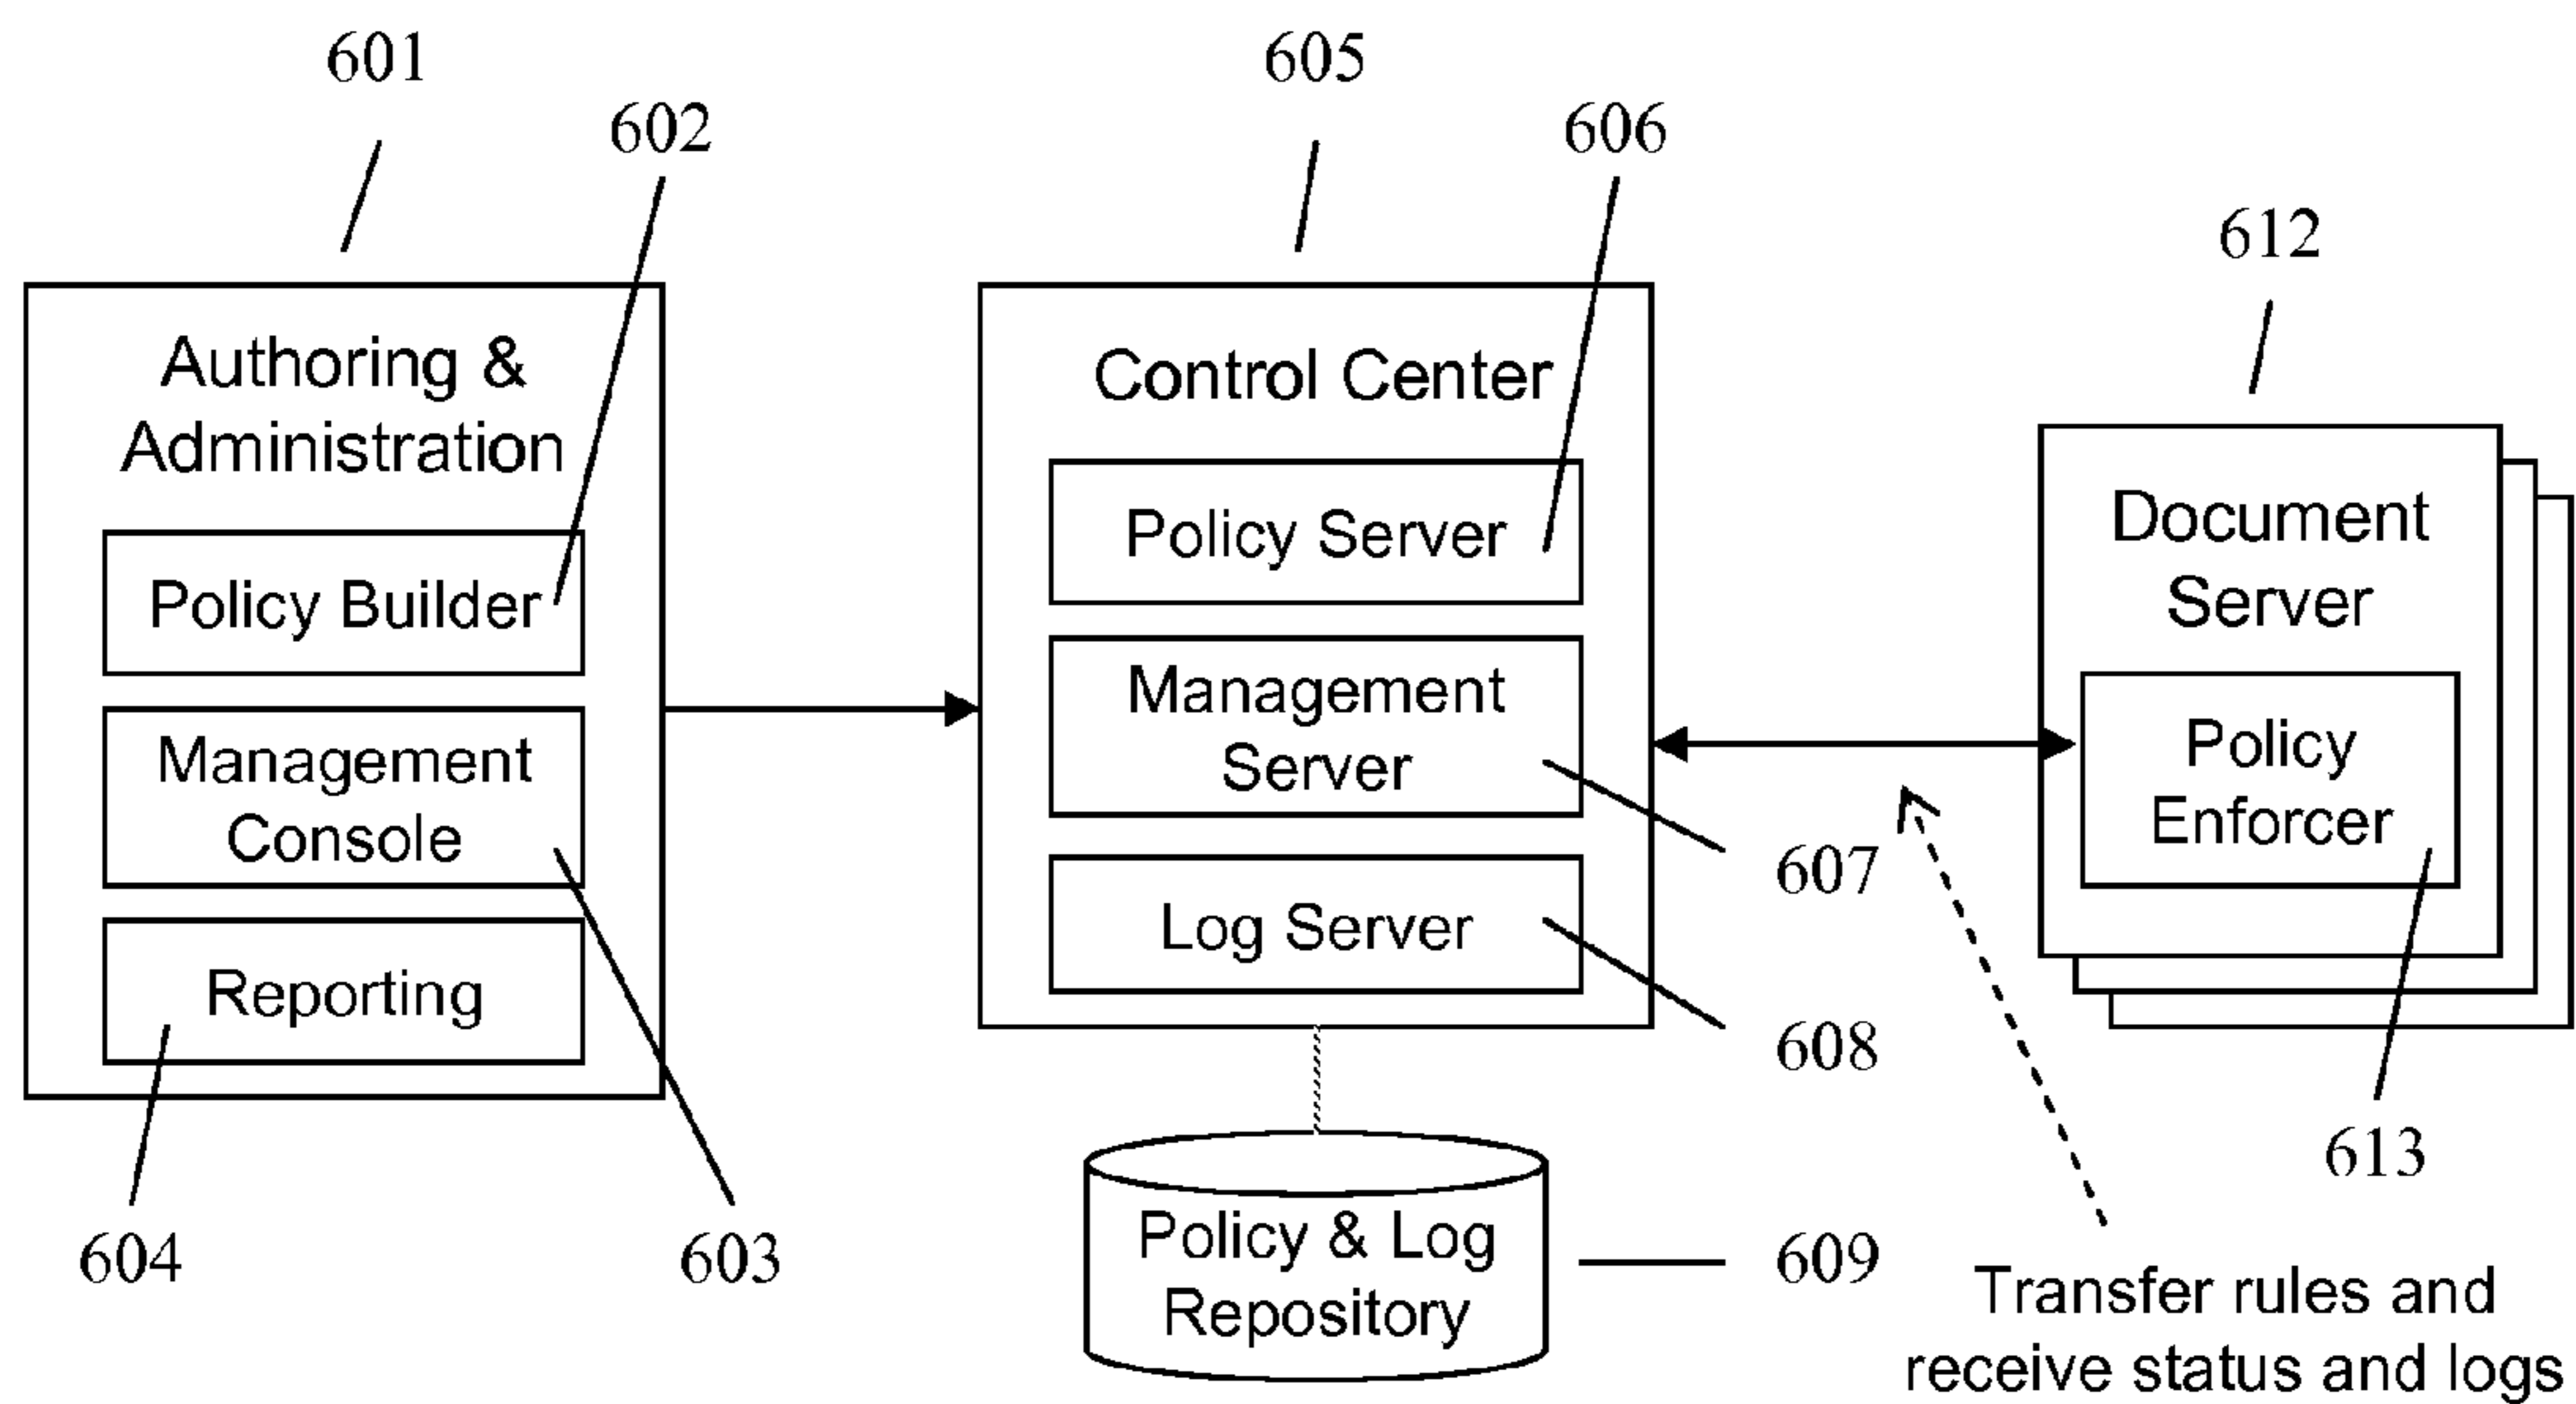 601
605
602
606
612
Authoring &
Administration
Policy Builder
Management
Console
Reporting
604
603
Control Center
Policy Server
Management
Server
Log Server
607
608
Policy & Log
Repository
609
Document
Server
Policy
Enforcer
613
Transfer rules and
receive status and logs